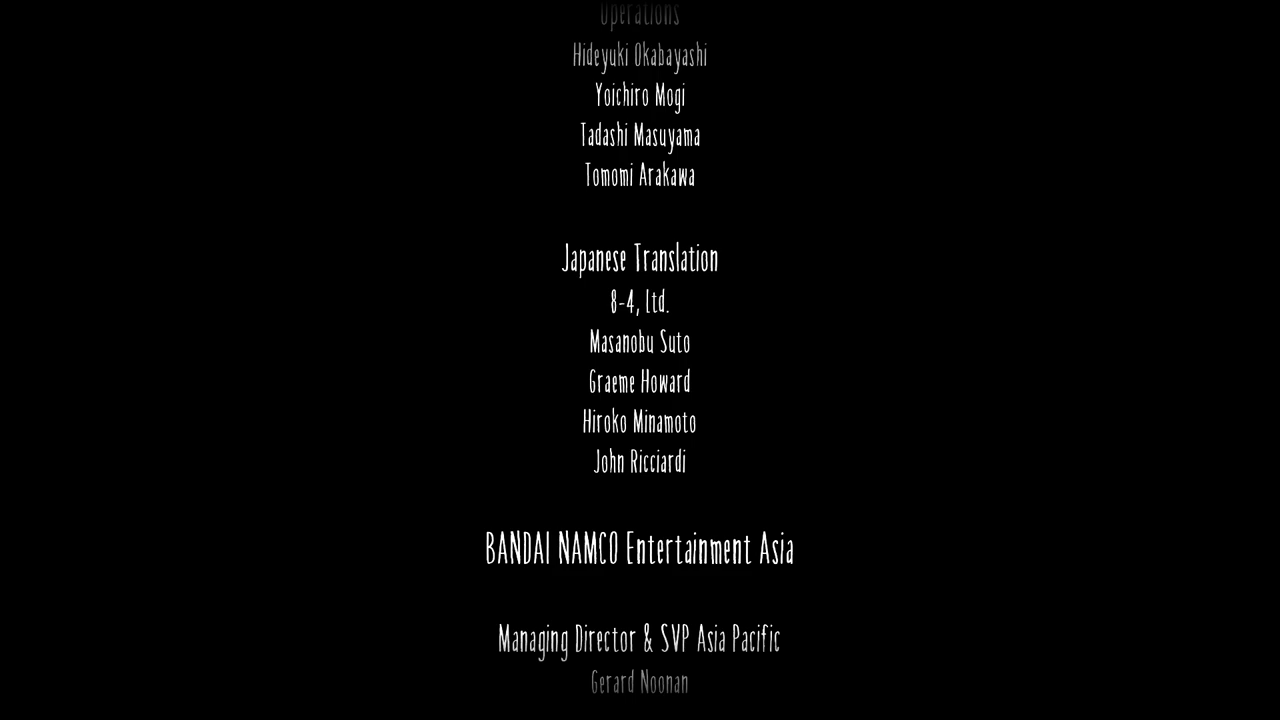 Operations
Hideyuki Okabayashi
Yoichiro Mogi
Tadashi Masuyama
Tomomi Arakawa
Japanese Translation
8-4, Ltd.
Masanobu Suto
Graeme Howard
Hiroko Minamoto
John Ricciardi
BANDAI NAMCO Entertainment Asia
Managing Director & SVP Asia Pacific
Gerard Noonan